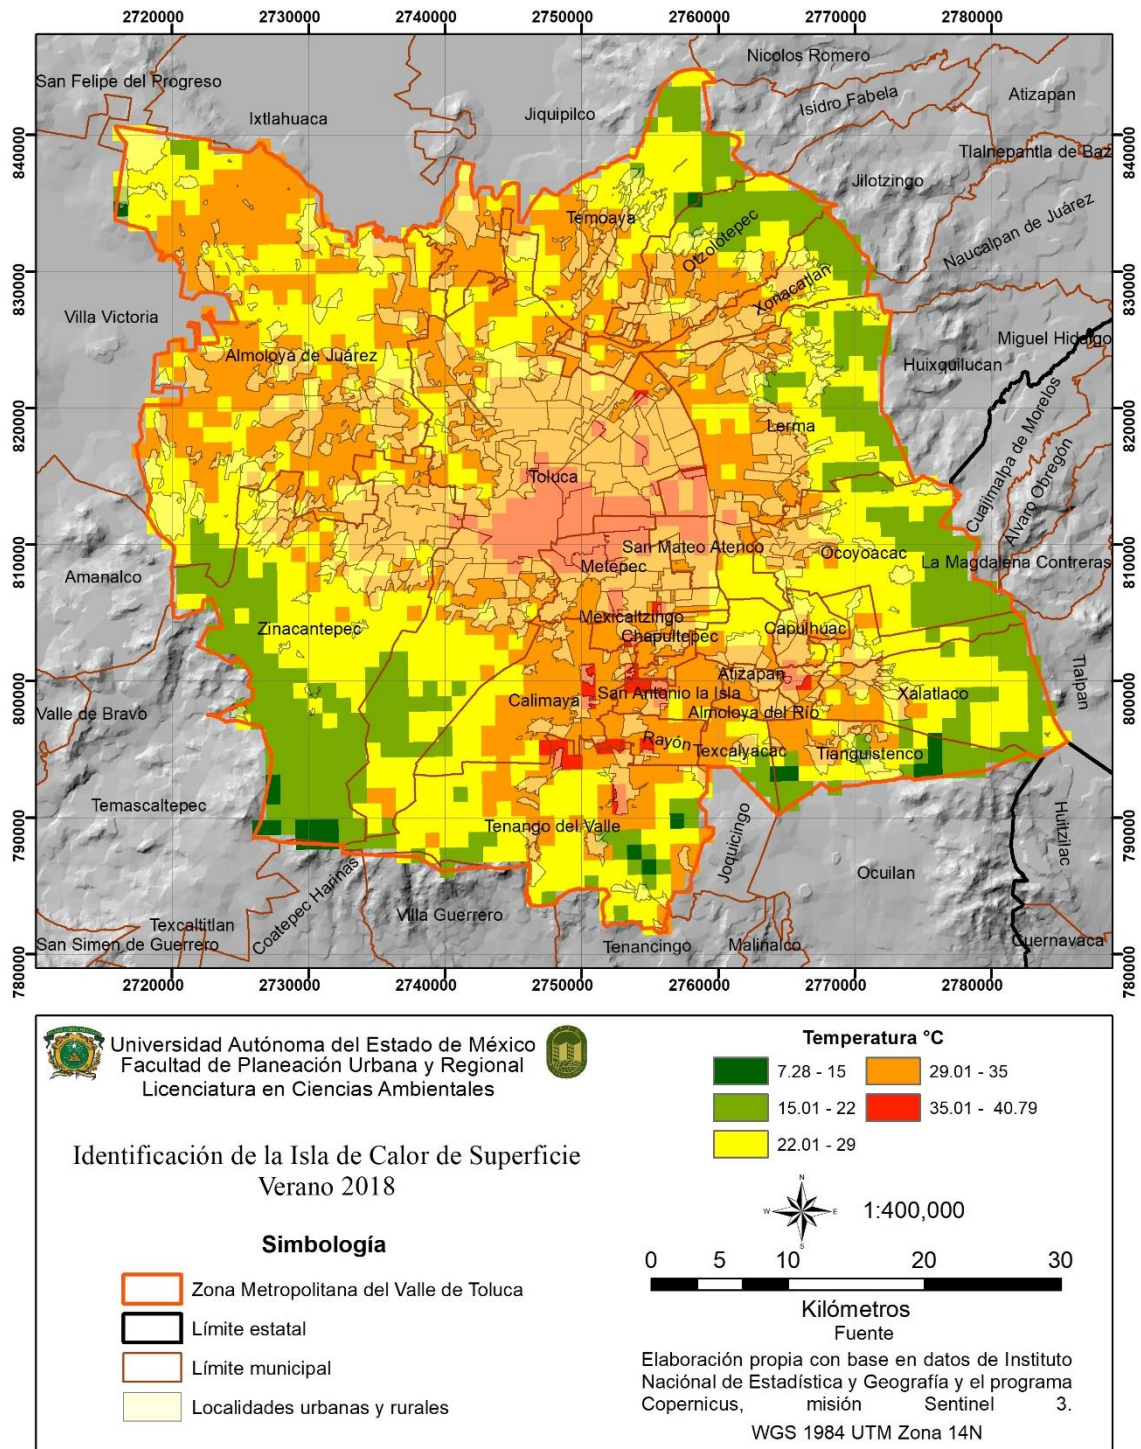 2720000 2730000 2740000 2750000 2760000 2770000 2780000
Nicolos Romero
San Felipe del Progreso
Isidro Fabela
Atizapan
Jiquipilco
Ixtlahuaca
840000
840000
Tlalnepantla de Baz
Jilotzingo
Temoaya
Otzolotepec
Naucalpan de Juárez
830000
830000
Xonacatlán
Villa Victoria
Miguel Hidalgo
Almoloya de Juárez
Huixquilucan
820000
820000
Lerma
Cuajimalpa de Morelos
Alvaro Obregón
Toluca
810000
810000
San Mateo Atenco
Ocoyoacac
La Magdalena Contreras
Metepec
Amanalco
Mexicaltzingo
Zinacantepec
Chapultepec
Capulhuac
Tlalpan
800000
800000
Atizapan
San Antonio la Isla
Xalatlaco
Calimaya
Valle de Bravo
Almoloya del Río
Rayón
Texcalyacac
Tianguistenco
Temascaltepec
Huitzilac
790000
790000
Tenango del Valle
Joquicingo
Ocuilan
Coatepec Harinas
Villa Guerrero
Texcaltitlan
San Simen de Guerrero
Tenancingo
Malinalco
Cuernavaca
780000
780000
2720000 2730000 2740000 2750000 2760000 2770000 2780000
Universidad Autónoma del Estado de México
Facultad de Planeación Urbana y Regional
Licenciatura en Ciencias Ambientales
Identificación de la Isla de Calor de Superficie
Verano 2018
Simbología
Zona Metropolitana del Valle de Toluca
Límite estatal
Límite municipal
Localidades urbanas y rurales
Temperatura °C
7.28 - 15
29.01 - 35
15.01 - 22
35.01 - 40.79
22.01 - 29
N
W
E
S
1:400,000
0 5 10 20 30
Kilómetros
Fuente
Elaboración propia con base en datos de Instituto
Naciónal de Estadística y Geografía y el programa
Copernicus, misión Sentinel 3.
WGS 1984 UTM Zona 14N